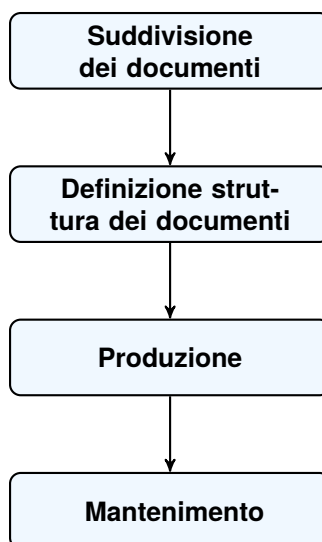 Suddivisione
dei documenti
Definizione strut-
tura dei documenti
Produzione
Mantenimento